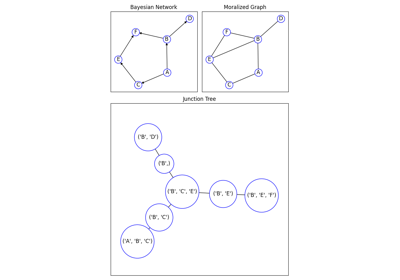 Bayesian Network
Moralized Graph
D
F
B
E
A
C
D
F
B
E
A
C
Junction Tree
('B', 'D')
('B',)
('B', 'C', 'E')
('B', 'E')
('B', 'E', 'F')
('B', 'C')
('A', 'B', 'C')